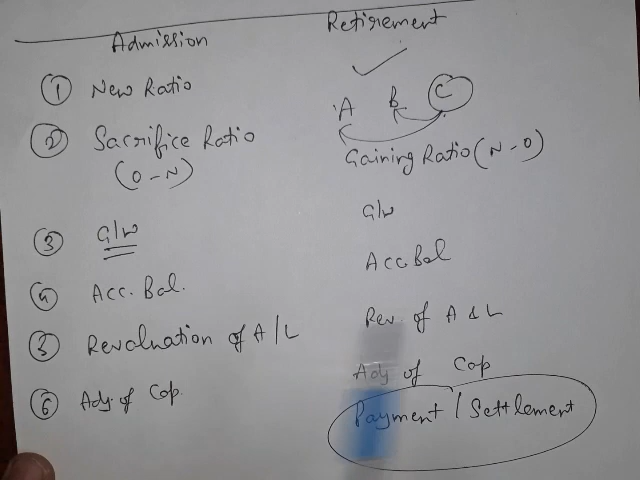 Admission Retirement
① New Ratio ✓
A B C
② Sacrifice Ratio Gaining Ratio (N - O)
(O - N)
③ G/w G/w
④ Acc. Bal. Acc Bal
⑤ Revaluation of A/L Rev. of A & L
⑥ Adj of Cap. Adj of Cap
Payment / Settlement